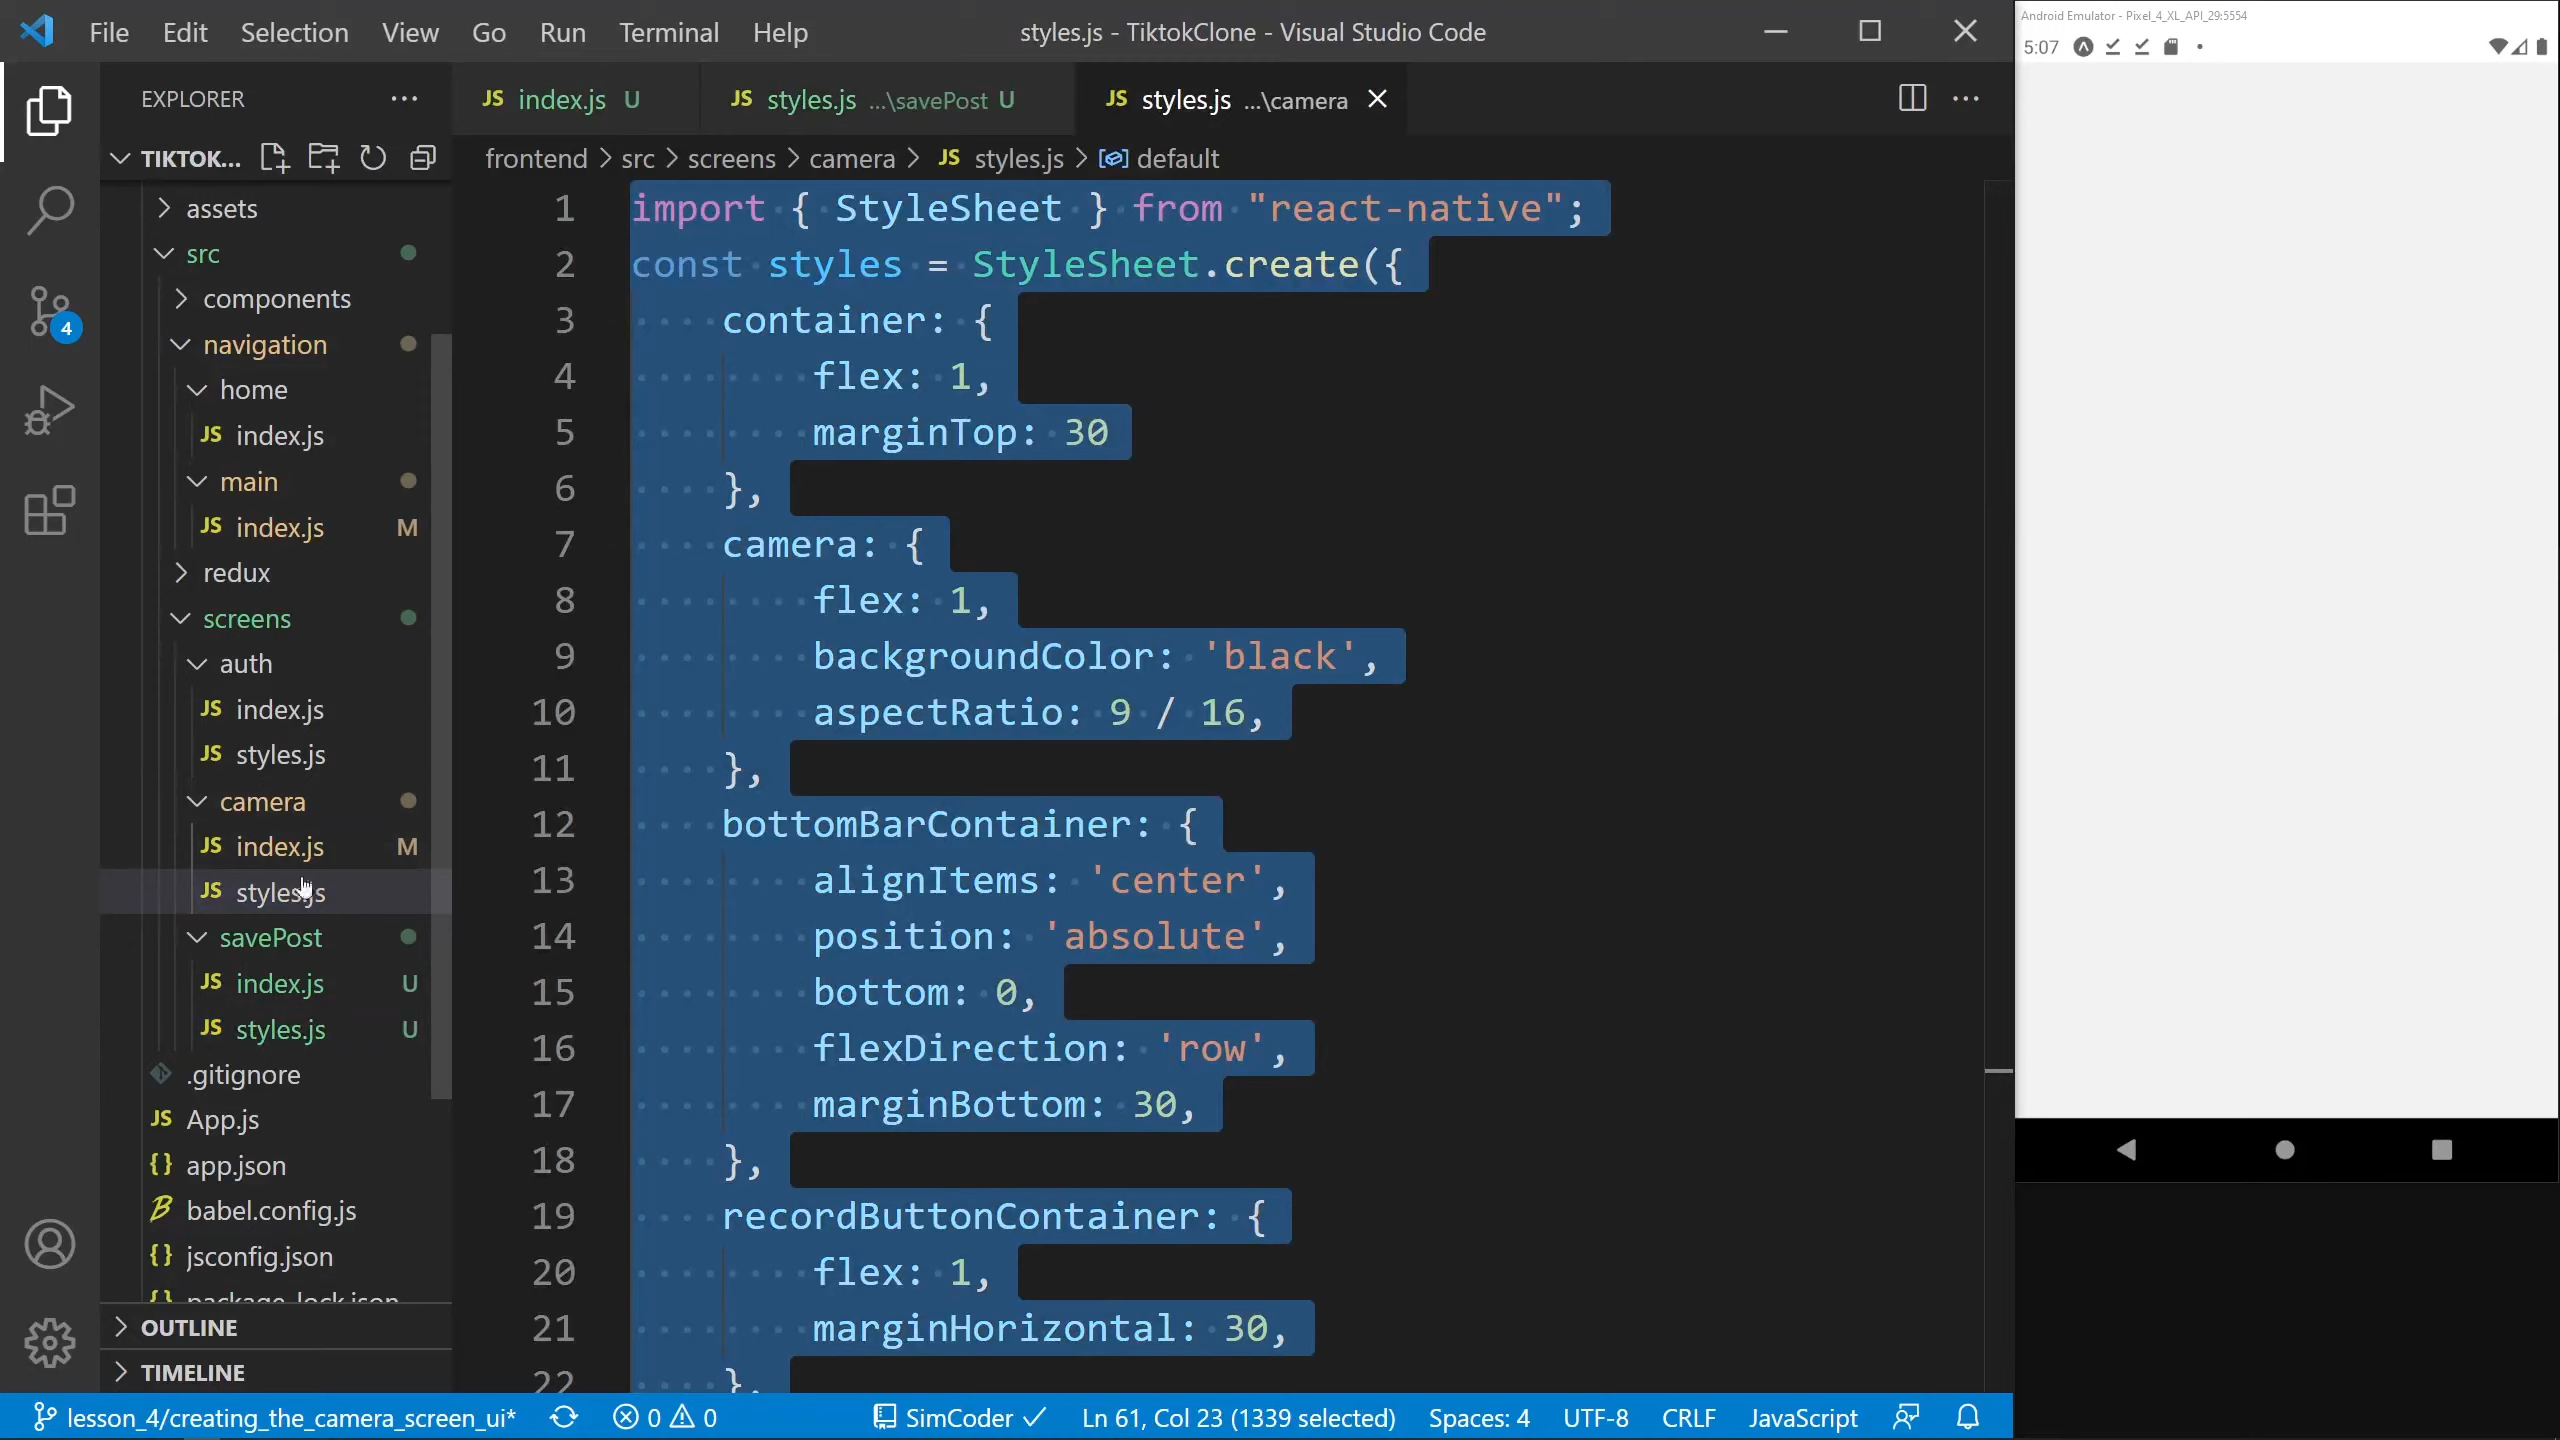 File Edit Selection View Go Run Terminal Help
styles.js - TiktokClone - Visual Studio Code
EXPLORER
TIKTOK...
assets
src
components
navigation
home
JS index.js
main
JS index.js M
redux
screens
auth
JS index.js
JS styles.js
camera
JS index.js M
JS styles.js
savePost
JS index.js U
JS styles.js U
.gitignore
JS App.js
{} app.json
babel.config.js
{} jsconfig.json
{} package-lock.json
OUTLINE
TIMELINE
4
JS index.js U
JS styles.js ...\savePost U
JS styles.js ...\camera
frontend > src > screens > camera > JS styles.js > default
1 import { StyleSheet } from "react-native";
2 const styles = StyleSheet.create({
3 container: {
4 flex: 1,
5 marginTop: 30
6 },
7 camera: {
8 flex: 1,
9 backgroundColor: 'black',
10 aspectRatio: 9 / 16,
11 },
12 bottomBarContainer: {
13 alignItems: 'center',
14 position: 'absolute',
15 bottom: 0,
16 flexDirection: 'row',
17 marginBottom: 30,
18 },
19 recordButtonContainer: {
20 flex: 1,
21 marginHorizontal: 30,
22 },
lesson_4/creating_the_camera_screen_ui* 0 0 SimCoder Ln 61, Col 23 (1339 selected) Spaces: 4 UTF-8 CRLF JavaScript
Android Emulator - Pixel_4_XL_API_29:5554
5:07